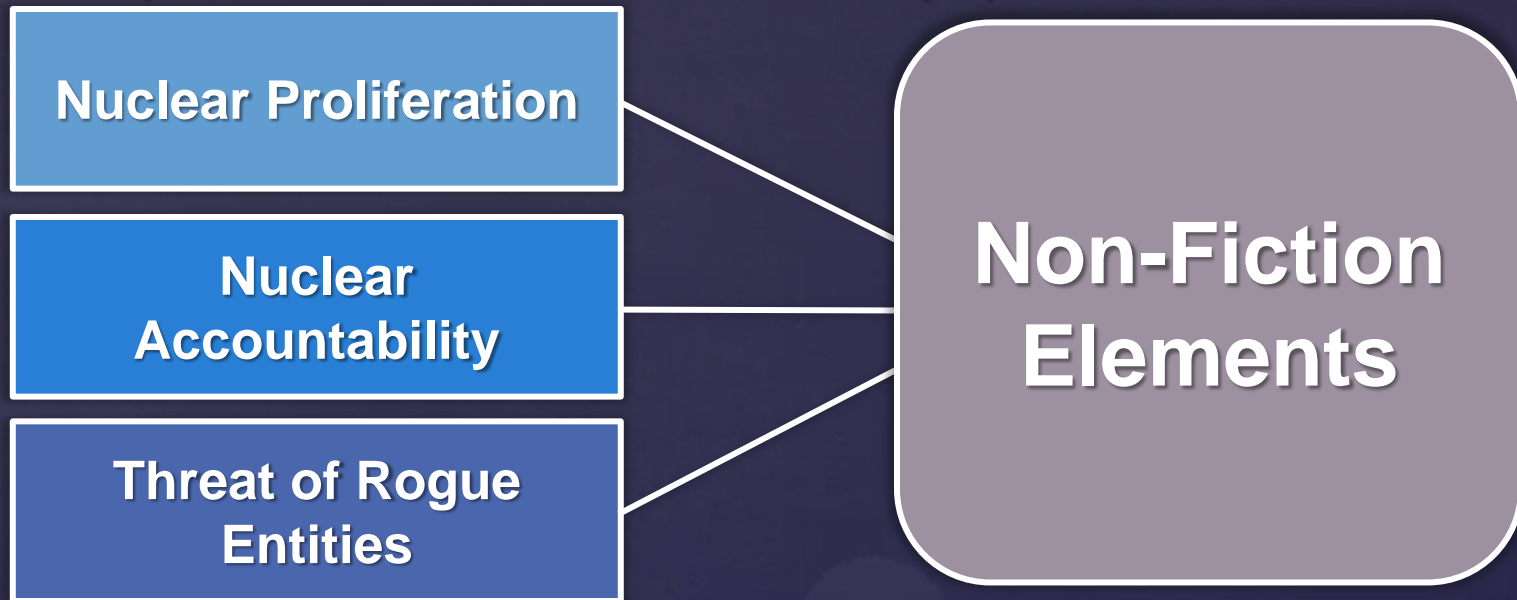 Nuclear Proliferation
Nuclear
Accountability
Threat of Rogue
Entities
Non-Fiction
Elements